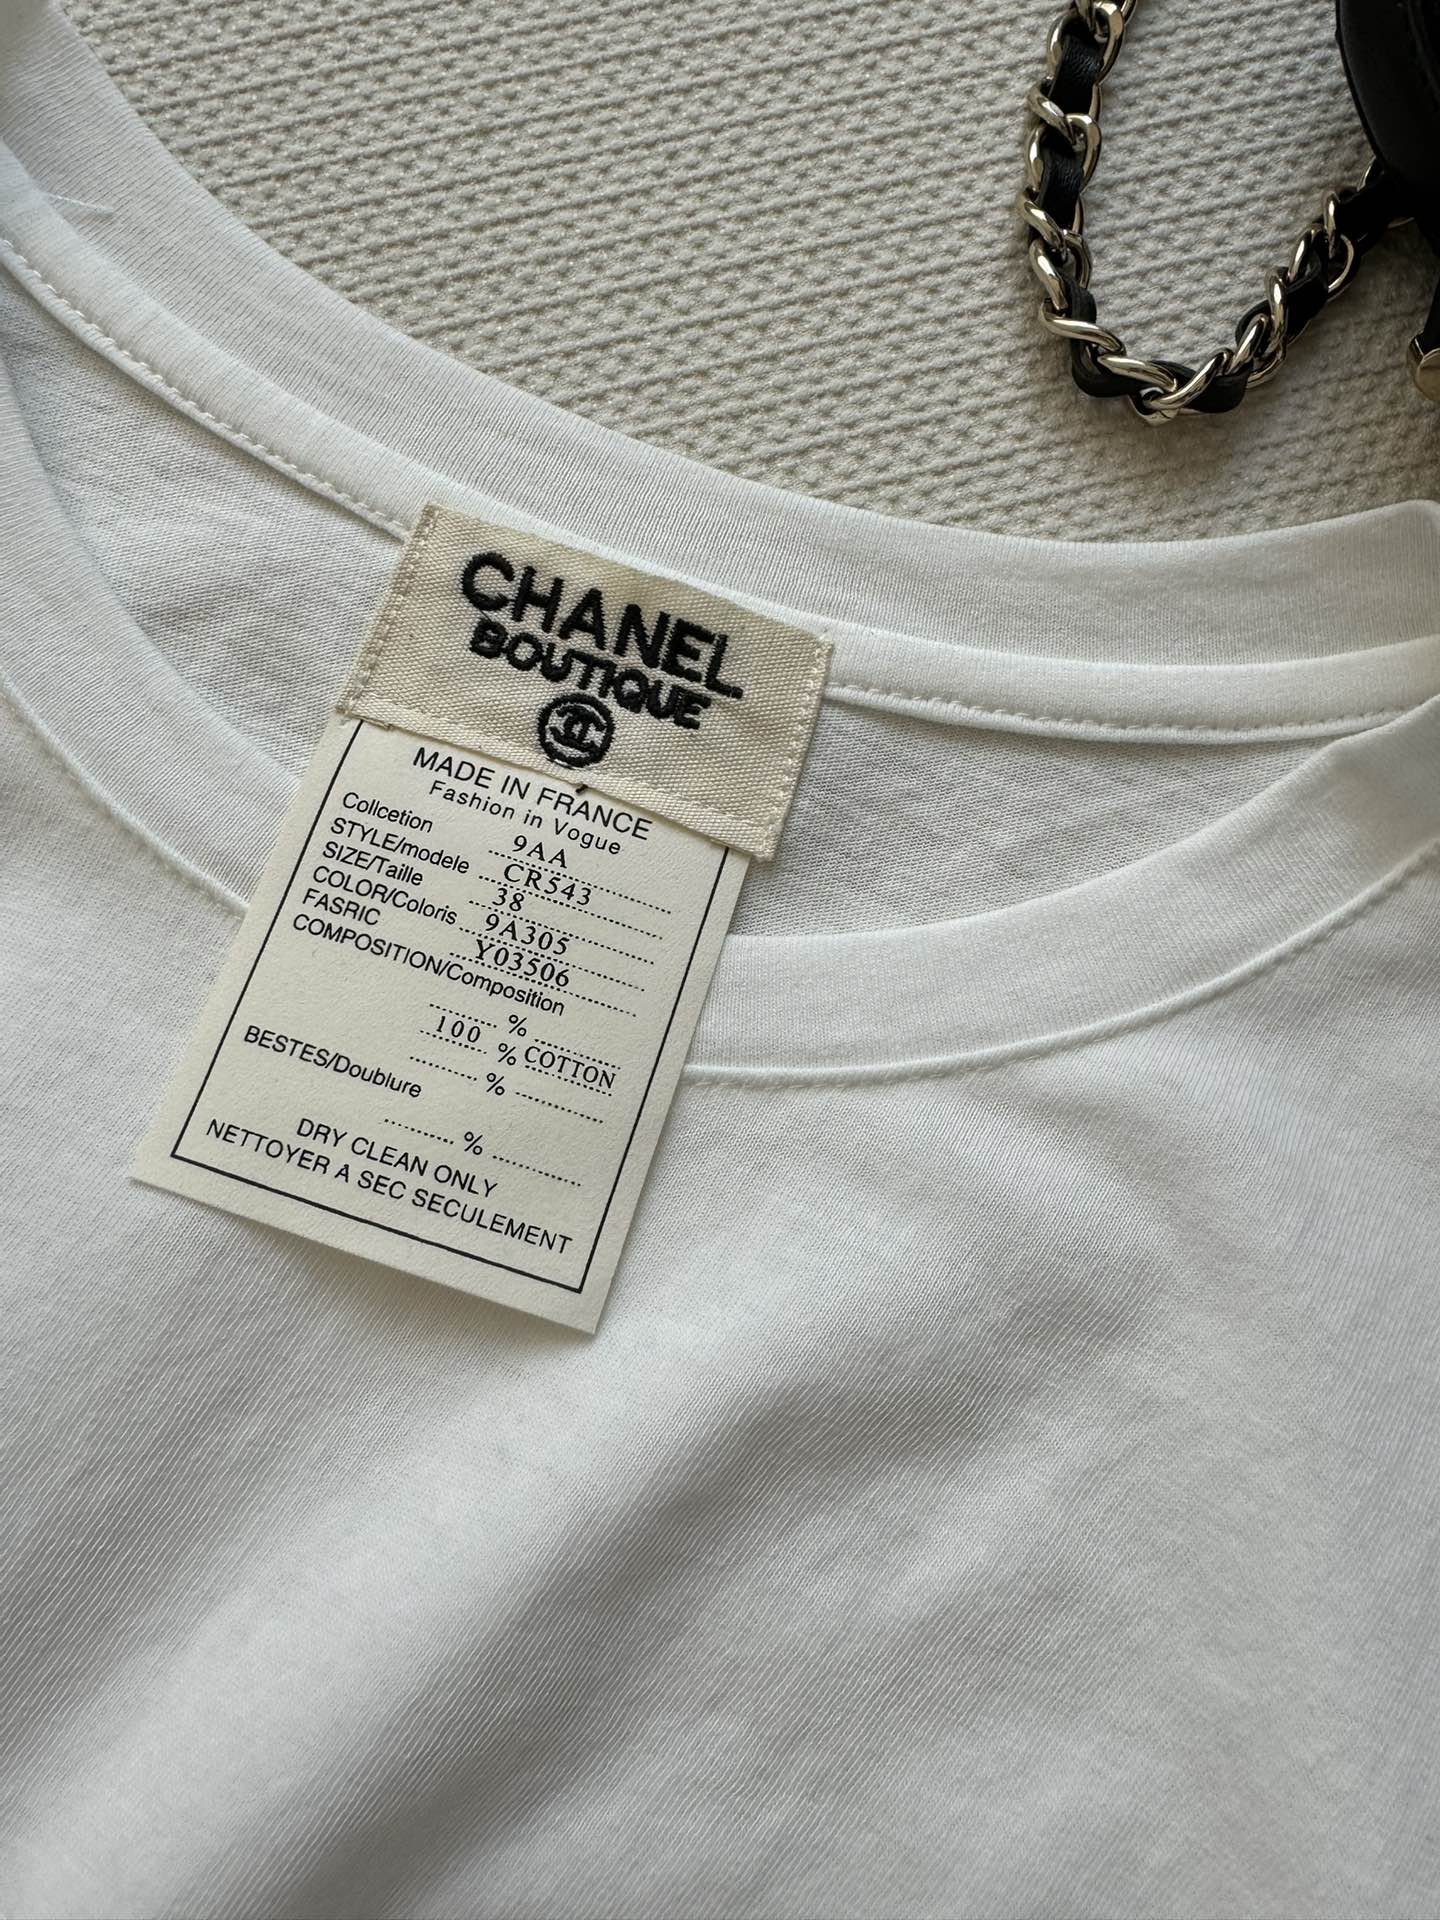 CHANEL
BOUTIQUE
MADE IN FRANCE
Fashion in Vogue
Collcetion 9AA
STYLE/modele CR543
SIZE/Taille 38
COLOR/Coloris 9A305
FASRIC Y03506
COMPOSITION/Composition
%
100 % COTTON
%
BESTES/Doublure
%
DRY CLEAN ONLY
NETTOYER A SEC SECULEMENT